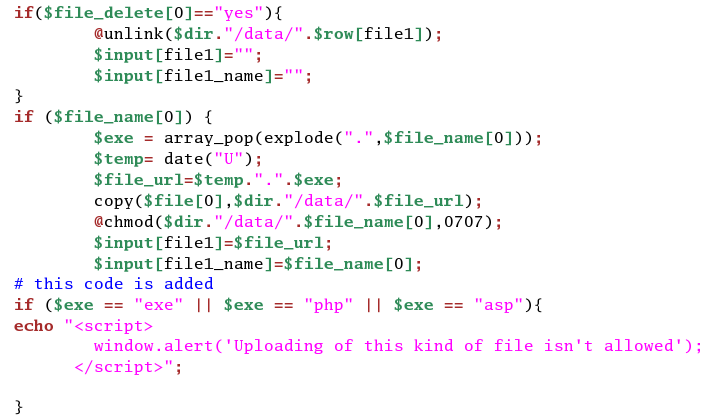 if($file_delete[0]=="yes"){
        @unlink($dir."/data/".$row[file1]);
        $input[file1]="";
        $input[file1_name]="";
}
if ($file_name[0]) {
        $exe = array_pop(explode(".",$file_name[0]));
        $temp= date("U");
        $file_url=$temp.".".$exe;
        copy($file[0],$dir."/data/".$file_url);
        @chmod($dir."/data/".$file_name[0],0707);
        $input[file1]=$file_url;
        $input[file1_name]=$file_name[0];
# this code is added
if ($exe == "exe" || $exe == "php" || $exe == "asp"){
echo "<script>
        window.alert('Uploading of this kind of file isn't allowed');
      </script>";
}